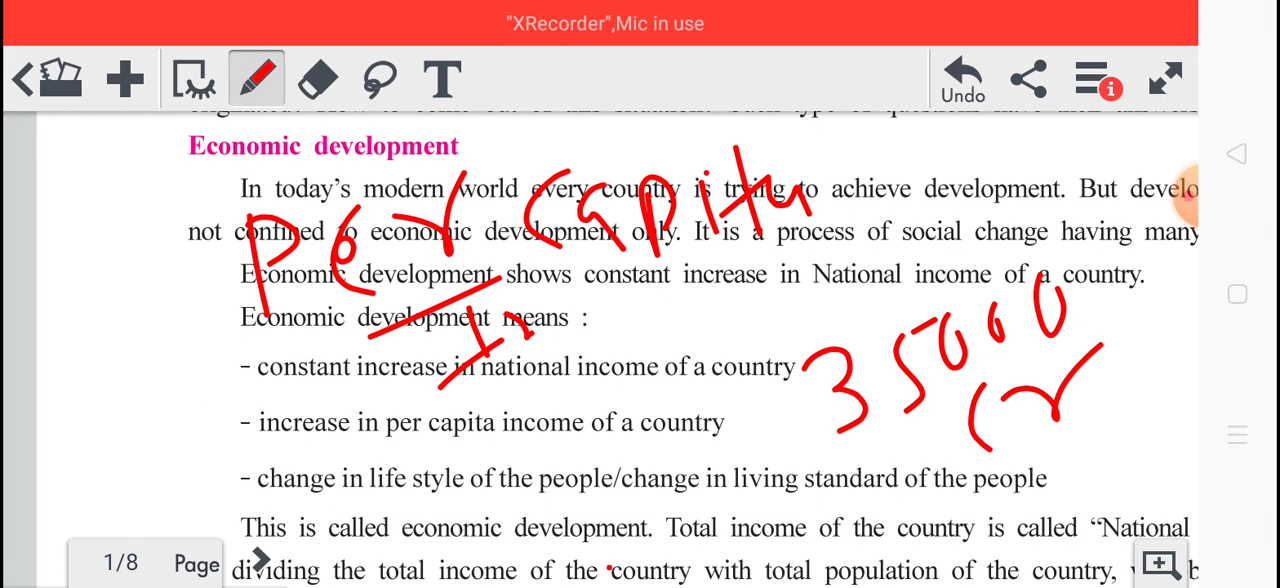 "XRecorder",Mic in use
T
Undo
i
Economic development
In today's modern world every country is trying to achieve development. But develo
not confined to economic development only. It is a process of social change having many
Economic development shows constant increase in National income of a country.
Economic development means :
- constant increase in national income of a country
- increase in per capita income of a country
- change in life style of the people/change in living standard of the people
This is called economic development. Total income of the country is called “National
dividing the total income of the country with total population of the country,
Per Capita
In
35000
Cr
1/8 Page